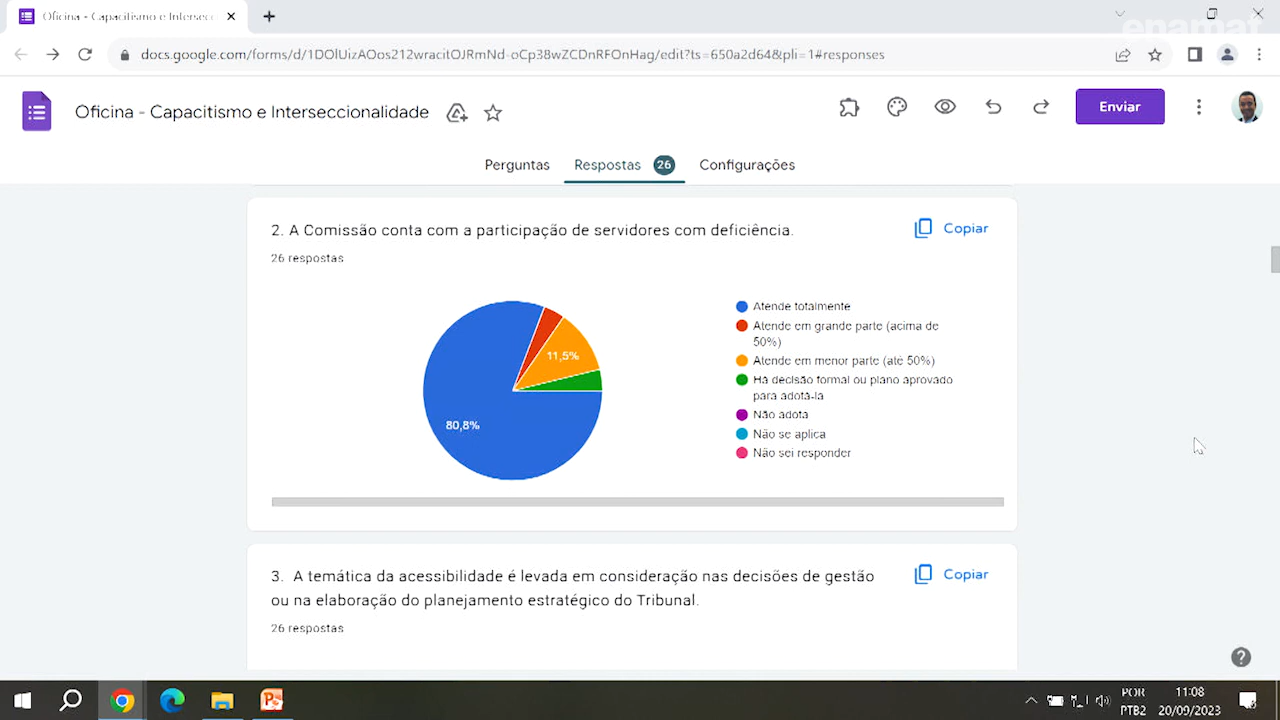 Oficina - Capacitismo e Intersecc
enamat
docs.google.com/forms/d/1DOlUizAOos212wracitOJRmNd-oCp38wZCDnRFOnHag/edit?ts=650a2d64&pli=1#responses
Oficina - Capacitismo e Interseccionalidade
Enviar
Perguntas Respostas 26 Configurações
2. A Comissão conta com a participação de servidores com deficiência.
Copiar
26 respostas
11,5%
80,8%
Atende totalmente
Atende em grande parte (acima de
50%)
Atende em menor parte (até 50%)
Há decisão formal ou plano aprovado
para adotá-la
Não adota
Não se aplica
Não sei responder
3. A temática da acessibilidade é levada em consideração nas decisões de gestão
ou na elaboração do planejamento estratégico do Tribunal.
Copiar
26 respostas
POR
PTB2
11:08
20/09/2023
3